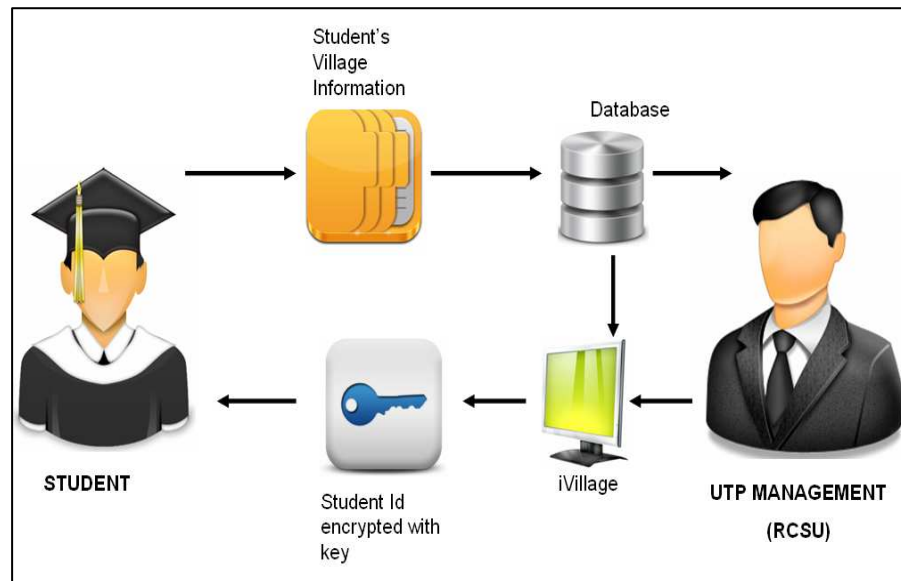 Student's
Village
Information
Database
STUDENT
Student Id
encrypted with
key
iVillage
UTP MANAGEMENT
(RCSU)